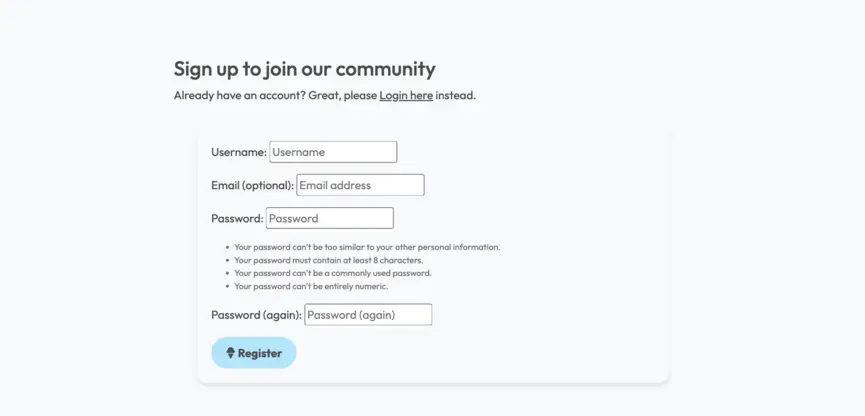 Sign up to join our community
Already have an account? Great, please Login here instead.
Username: Username
Email (optional): Email address
Password: Password
• Your password can't be too similar to your other personal information.
• Your password must contain at least 8 characters.
• Your password can't be a commonly used password.
• Your password can't be entirely numeric.
Password (again): Password (again)
Register